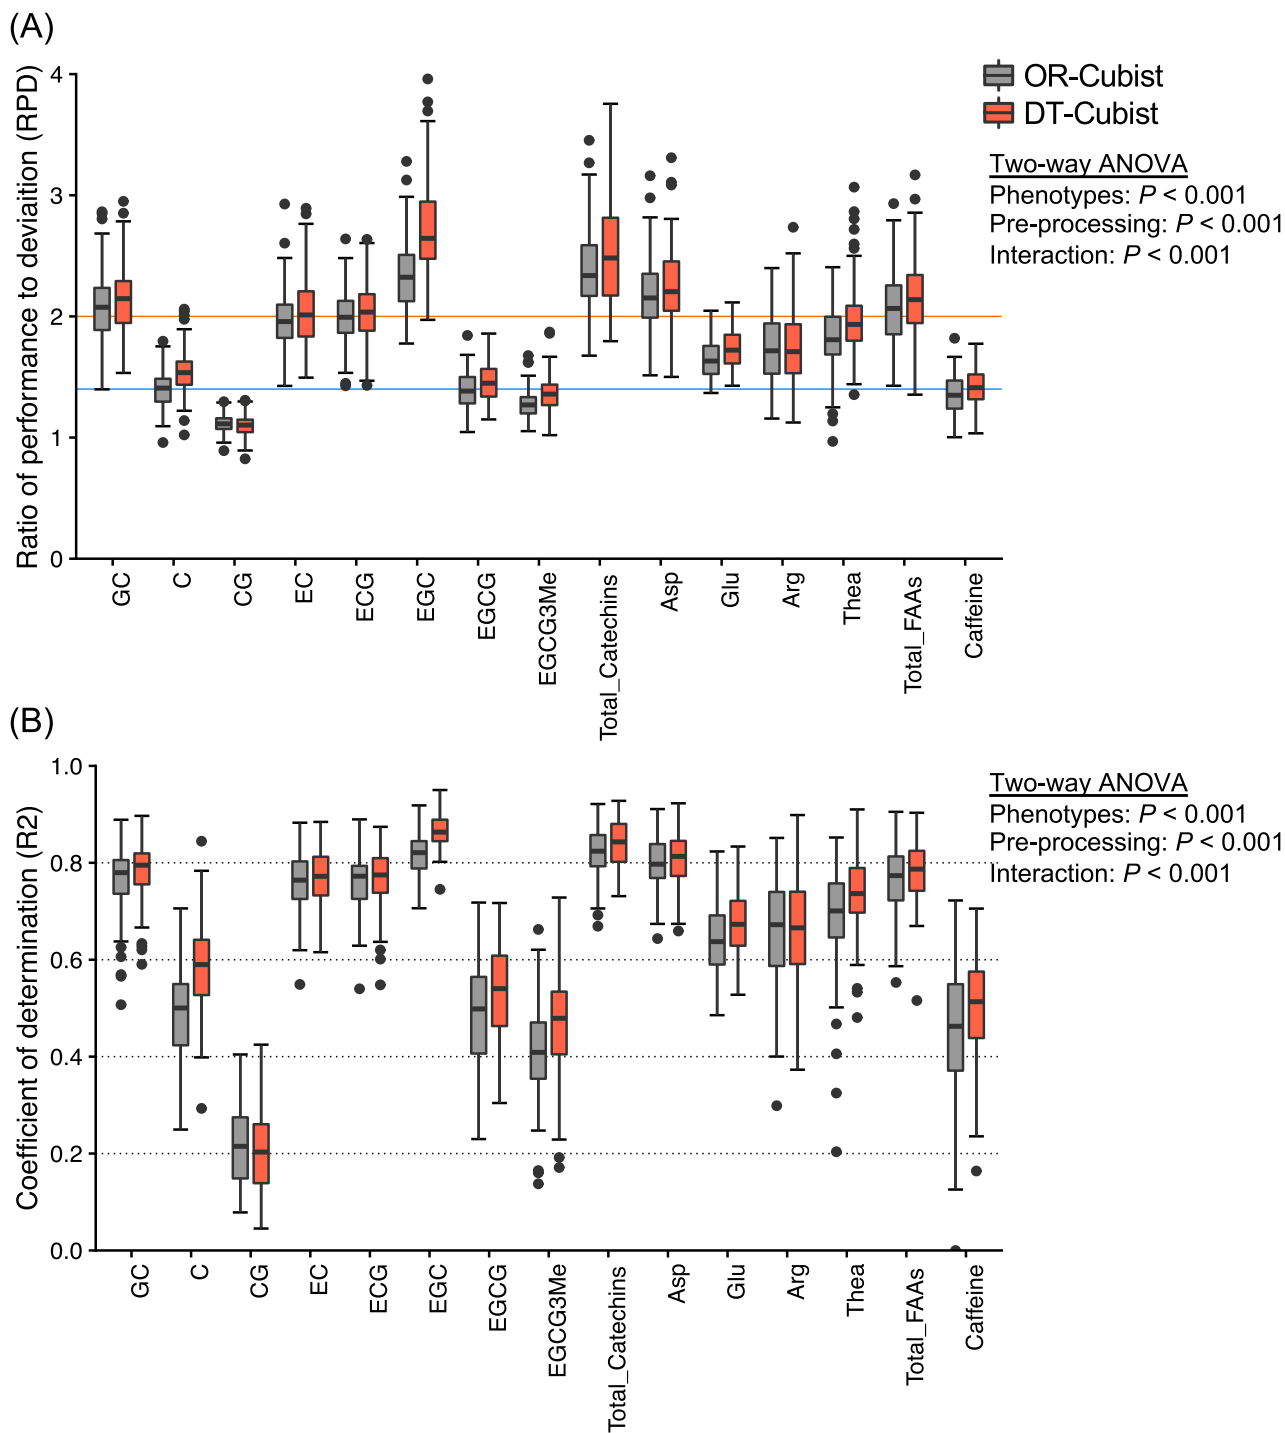 (A)
Ratio of performance to deviaition (RPD)
4
3
2
1
0
OR-Cubist
DT-Cubist
Two-way ANOVA
Phenotypes: P < 0.001
Pre-processing: P < 0.001
Interaction: P < 0.001
GC
C
CG
EC
ECG
EGC
EGCG
EGCG3Me
Total_Catechins
Asp
Glu
Arg
Thea
Total_FAAs
Caffeine
(B)
Coefficient of determination (R2)
1.0
0.8
0.6
0.4
0.2
0.0
Two-way ANOVA
Phenotypes: P < 0.001
Pre-processing: P < 0.001
Interaction: P < 0.001
GC
C
CG
EC
ECG
EGC
EGCG
EGCG3Me
Total_Catechins
Asp
Glu
Arg
Thea
Total_FAAs
Caffeine